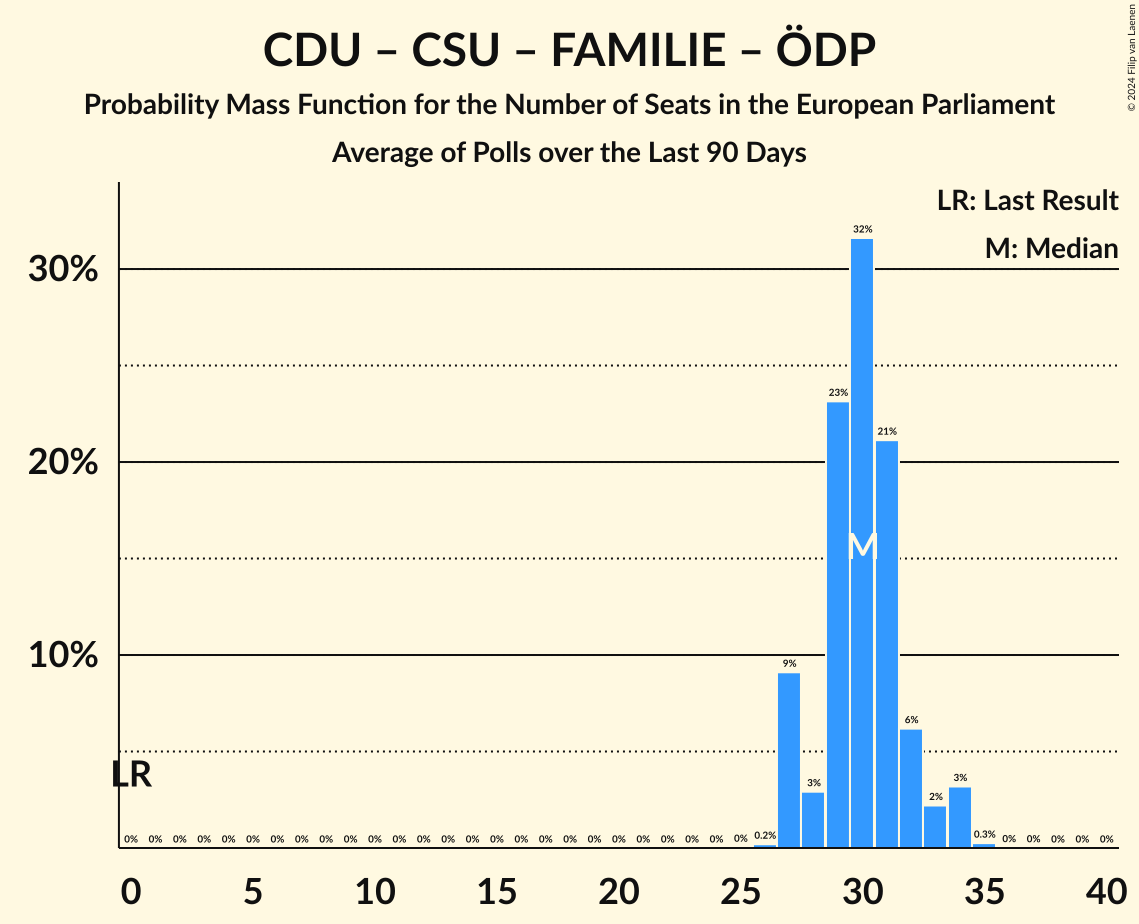 CDU – CSU – FAMILIE – ÖDP
Probability Mass Function for the Number of Seats in the European Parliament
Average of Polls over the Last 90 Days
© 2024 Filip van Laenen
LR: Last Result
M: Median
32%
30%
23%
21%
20%
M
10%
9%
6%
LR
3%
3%
2%
0% 0% 0% 0% 0% 0% 0% 0% 0% 0% 0% 0% 0% 0% 0% 0% 0% 0% 0% 0% 0% 0% 0% 0% 0% 0% 0.2% 0.3% 0% 0% 0% 0% 0%
0 5 10 15 20 25 30 35 40